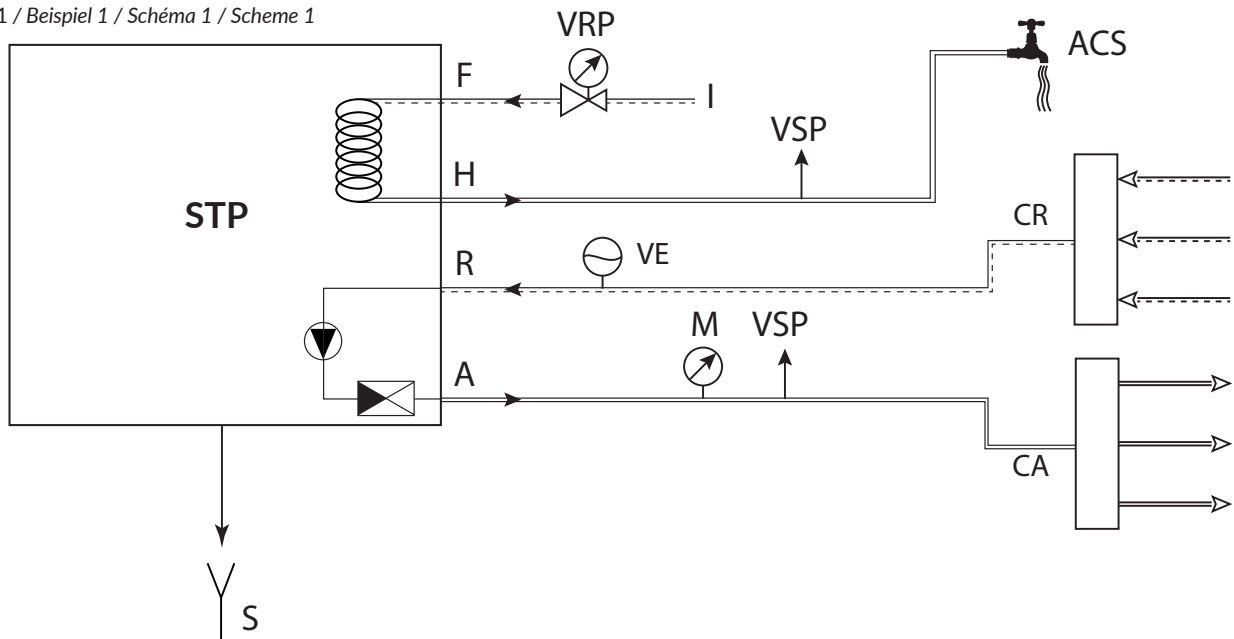 1 / Beispiel 1 / Schéma 1 / Scheme 1
VRP
ACS
F
I
VSP
H
STP
CR
R
VE
M
VSP
A
CA
S